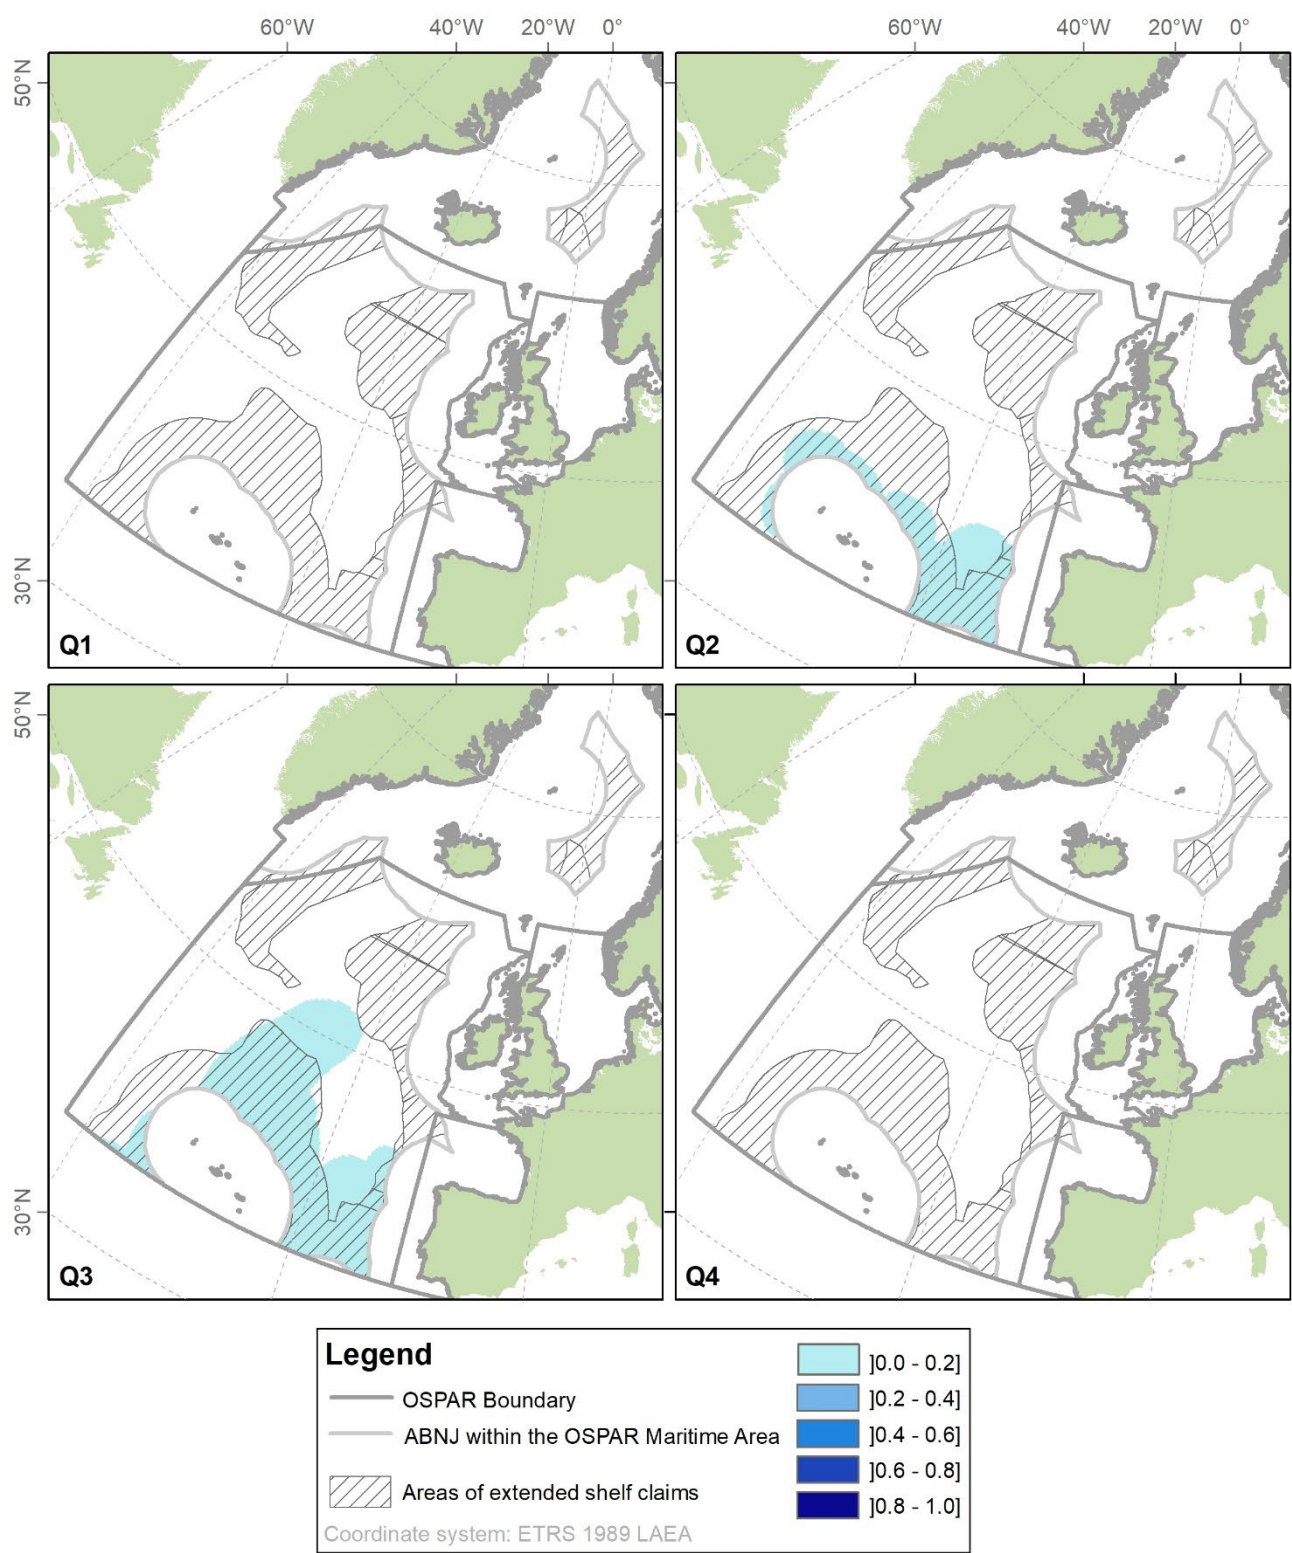 60°W 40°W 20°W 0° 60°W 40°W 20°W 0°
50°N
30°N
Q1 Q2
50°N
30°N
Q3 Q4
Legend
OSPAR Boundary
ABNJ within the OSPAR Maritime Area
Areas of extended shelf claims
Coordinate system: ETRS 1989 LAEA
]0.0 - 0.2]
]0.2 - 0.4]
]0.4 - 0.6]
]0.6 - 0.8]
]0.8 - 1.0]